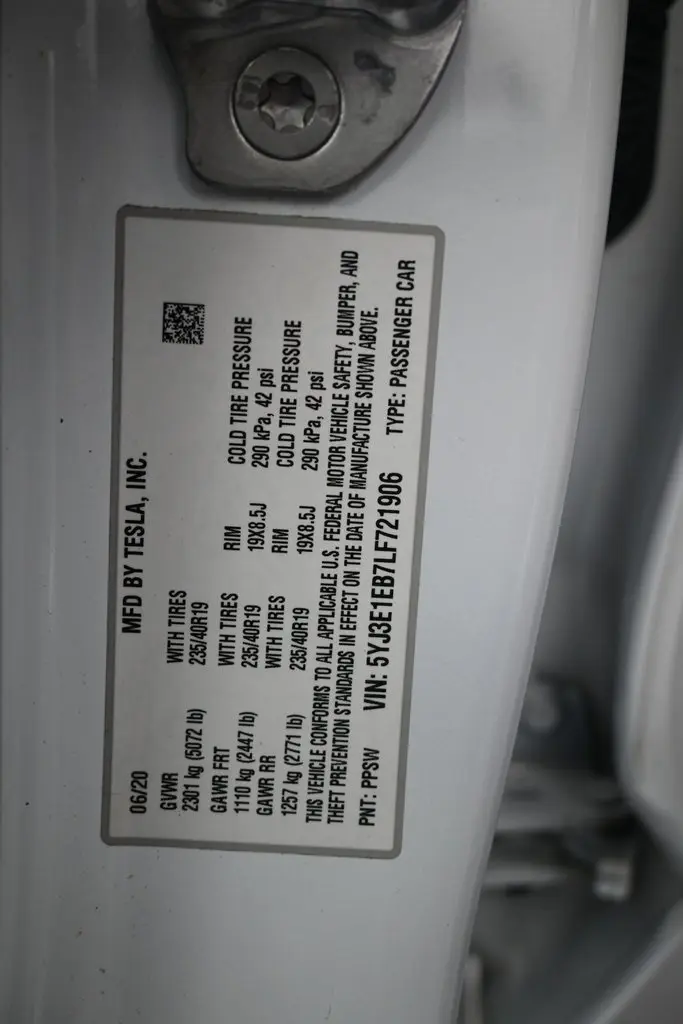 06/20 MFD BY TESLA, INC.
GVWR WITH TIRES
2301 kg (5072 lb) 235/40R19
GAWR FRT WITH TIRES RIM COLD TIRE PRESSURE
1110 kg (2447 lb) 235/40R19 19X8.5J 290 kPa, 42 psi
GAWR RR WITH TIRES RIM COLD TIRE PRESSURE
1257 kg (2771 lb) 235/40R19 19X8.5J 290 kPa, 42 psi
THIS VEHICLE CONFORMS TO ALL APPLICABLE U.S. FEDERAL MOTOR VEHICLE SAFETY, BUMPER, AND
THEFT PREVENTION STANDARDS IN EFFECT ON THE DATE OF MANUFACTURE SHOWN ABOVE.
PNT: PPSW VIN: 5YJ3E1EB7LF721906 TYPE: PASSENGER CAR